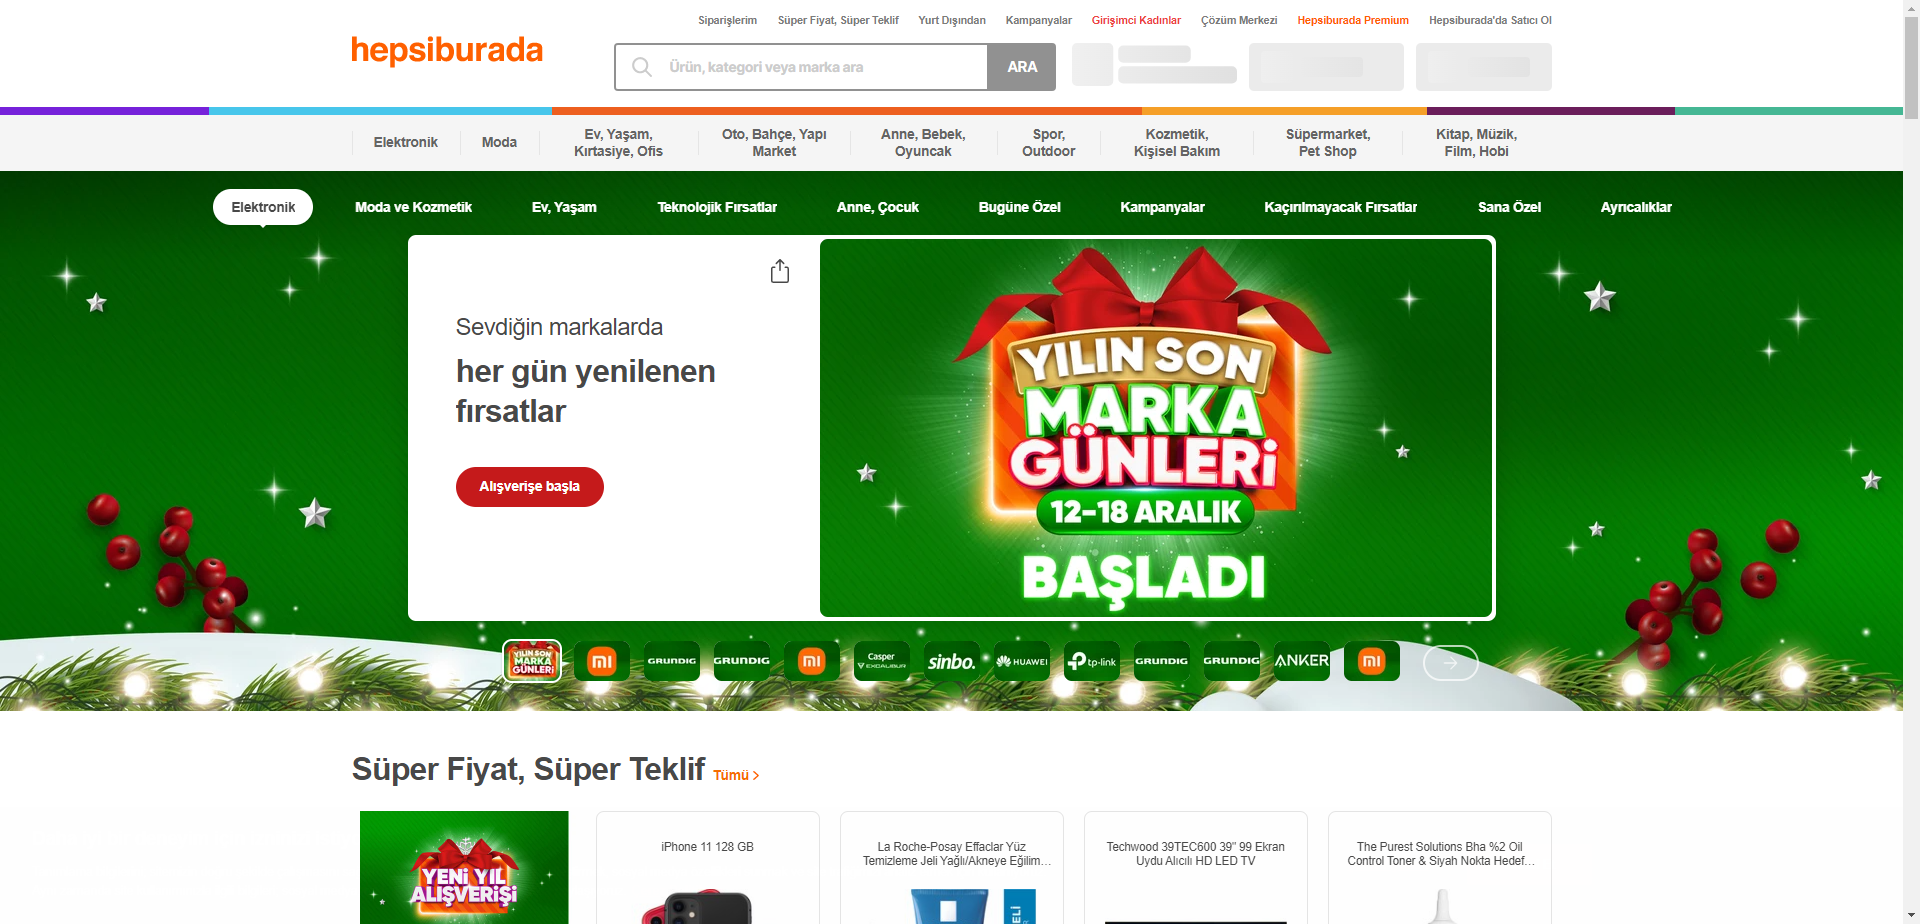 Siparişlerim
Süper Fiyat, Süper Teklif
Yurt Dışından
Kampanyalar
Girişimci Kadınlar
Çözüm Merkezi
Hepsiburada Premium
Hepsiburada'da Satıcı Ol
hepsiburada
Ürün, kategori veya marka ara
ARA
Elektronik
Moda
Ev, Yaşam,
Kırtasiye, Ofis
Oto, Bahçe, Yapı
Market
Anne, Bebek,
Oyuncak
Spor,
Outdoor
Kozmetik,
Kişisel Bakım
Süpermarket,
Pet Shop
Kitap, Müzik,
Film, Hobi
Elektronik
Moda ve Kozmetik
Ev, Yaşam
Teknolojik Fırsatlar
Anne, Çocuk
Bugüne Özel
Kampanyalar
Kaçırılmayacak Fırsatlar
Sana Özel
Ayrıcalıklar
Sevdiğin markalarda
her gün yenilenen
fırsatlar
Alışverişe başla
YILIN SON
MARKA
GÜNLERİ
12-18 ARALIK
BAŞLADI
YILIN SON
MARKA
GÜNLERİ
mi
GRUNDIG
GRUNDIG
mi
Casper
EXCALIBUR
sinbo.
HUAWEI
tp-link
GRUNDIG
GRUNDIG
ANKER
mi
Süper Fiyat, Süper Teklif
Tümü >
YENİ YIL
ALIŞVERİŞİ
iPhone 11 128 GB
La Roche-Posay Effaclar Yüz
Temizleme Jeli Yağlı/Akneye Eğilim...
Techwood 39TEC600 39" 99 Ekran
Uydu Alıcılı HD LED TV
The Purest Solutions Bha %2 Oil
Control Toner & Siyah Nokta Hedef...